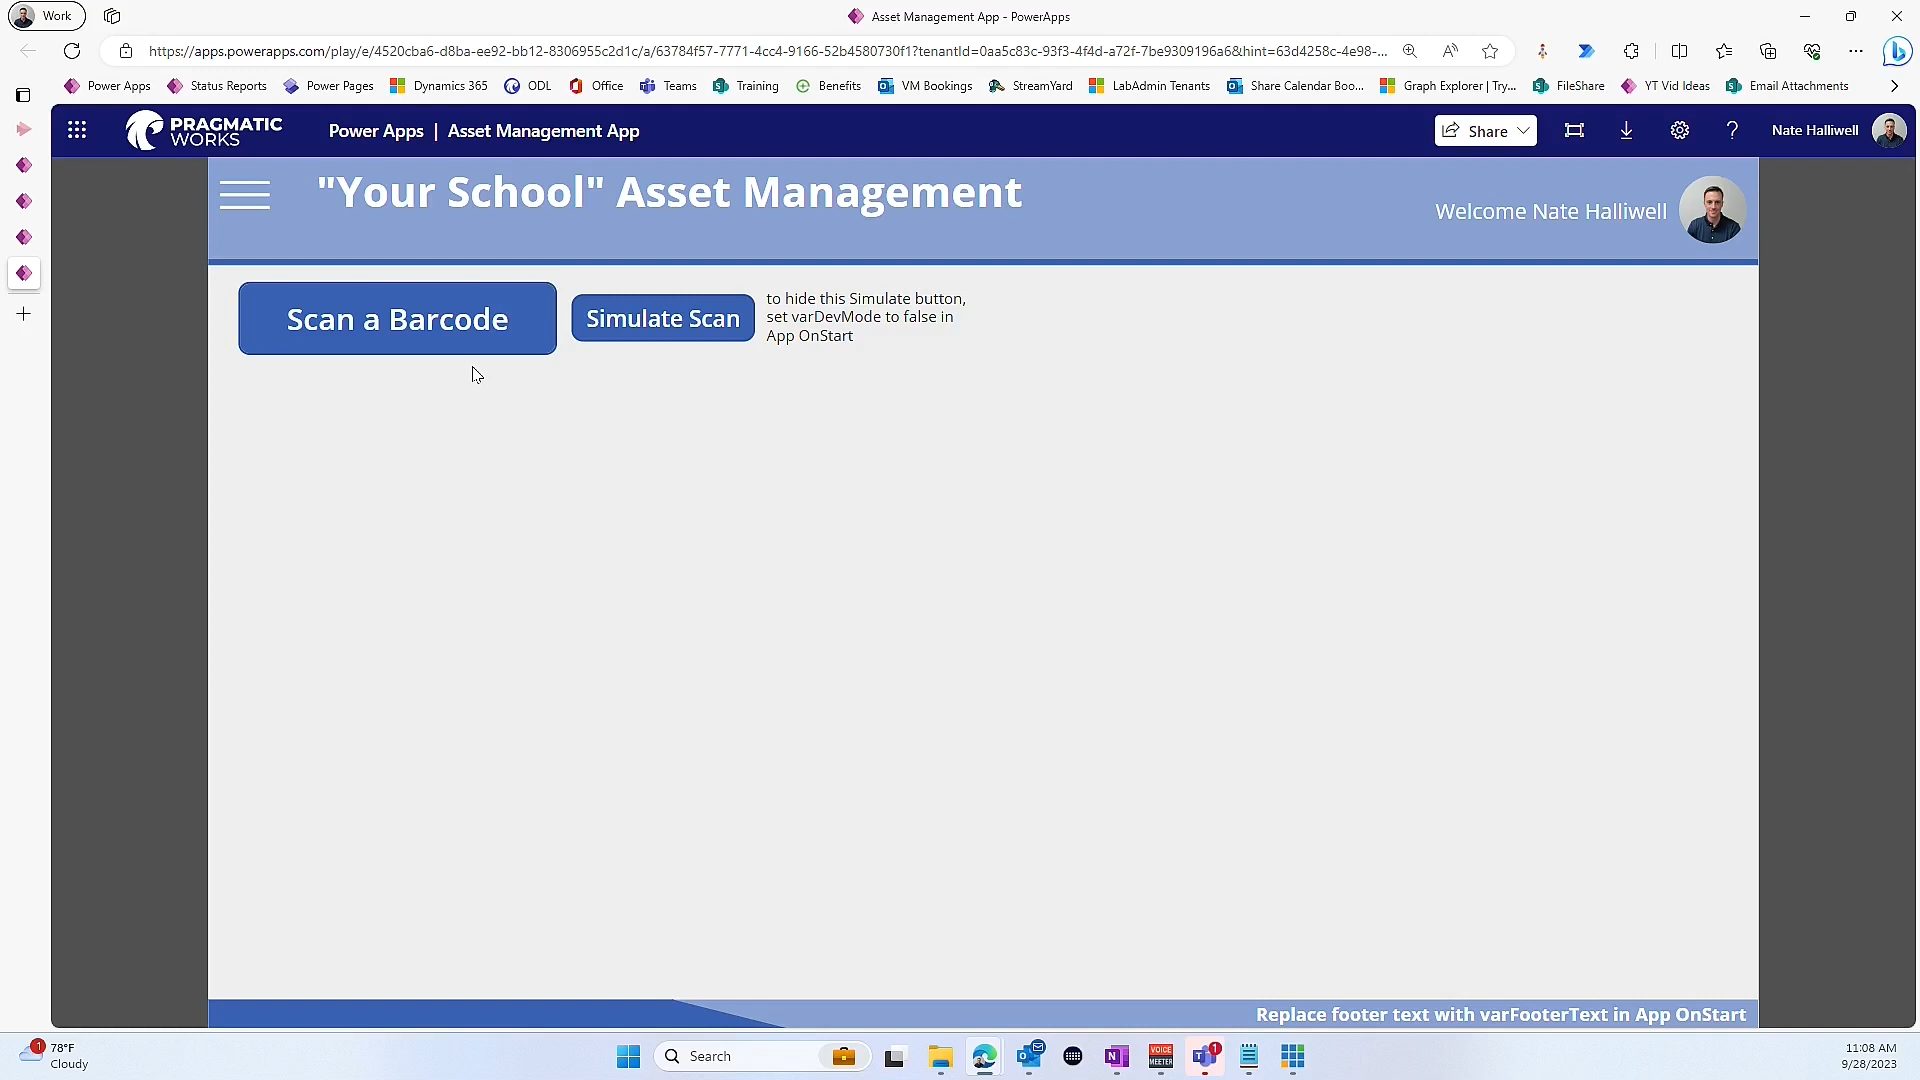 Work
Asset Management App - PowerApps
https://apps.powerapps.com/play/e/4520cba6-d8ba-ee92-bb12-8306955c2d1c/a/63784f57-7771-4cc4-9166-52b4580730f1?tenantId=0aa5c83c-93f3-4f4d-a72f-7be9309196a6&hint=63d4258c-4e98-...
Power Apps
Status Reports
Power Pages
Dynamics 365
ODL
Office
Teams
Training
Benefits
VM Bookings
StreamYard
LabAdmin Tenants
Share Calendar Boo...
Graph Explorer | Try...
FileShare
YT Vid Ideas
Email Attachments
PRAGMATIC
WORKS
Power Apps | Asset Management App
Share
?
Nate Halliwell
"Your School" Asset Management
Welcome Nate Halliwell
Scan a Barcode
Simulate Scan
to hide this Simulate button,
set varDevMode to false in
App OnStart
Replace footer text with varFooterText in App OnStart
1
78°F
Cloudy
Search
VOICE
MEETER
1
11:08 AM
9/28/2023